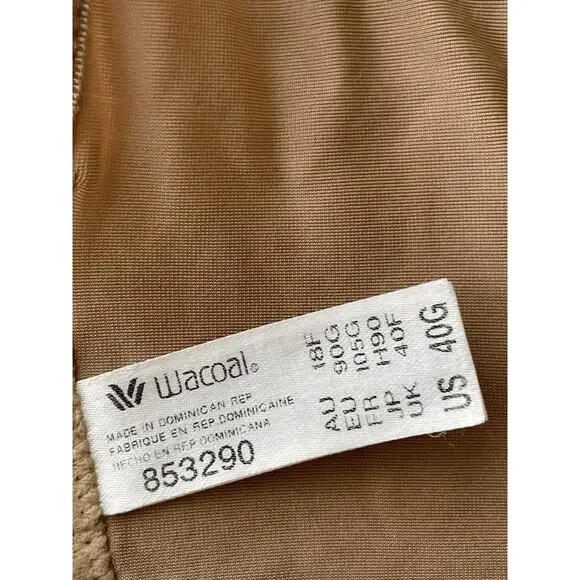 Wacoal®
MADE IN DOMINICAN REP
FABRIQUE EN REP.DOMINICAINE
HECHO EN REP.DOMINICANA
853290
AU 18F
EU 90G
FR 105G
JP H90
UK 40F
US 40G